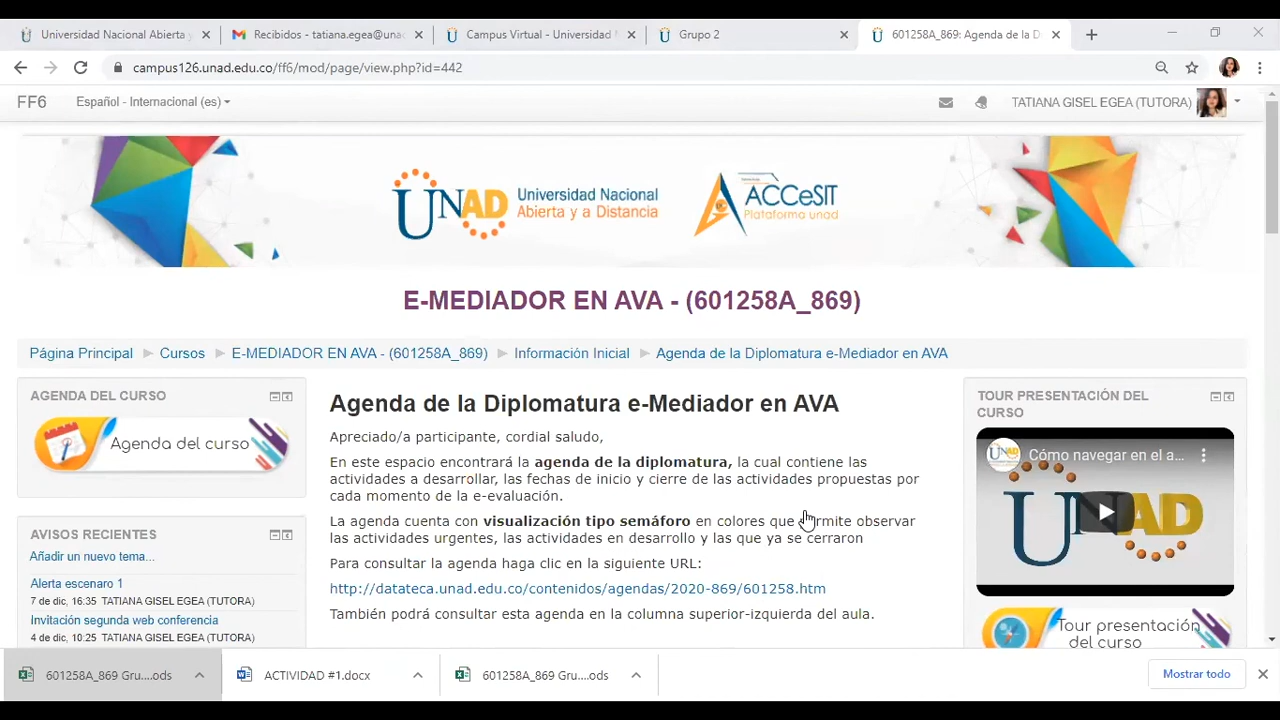 Universidad Nacional Abierta
Recibidos - tatiana.egea@una
Campus Virtual - Universidad
Grupo 2
601258A_869: Agenda de la D
campus126.unad.edu.co/ff6/mod/page/view.php?id=442
FF6
Español - Internacional (es)
TATIANA GISEL EGEA (TUTORA)
UNAD Universidad Nacional
Abierta y a Distancia
ACCeSIT
Plataforma unad
E-MEDIADOR EN AVA - (601258A_869)
Página Principal Cursos E-MEDIADOR EN AVA - (601258A_869) Información Inicial Agenda de la Diplomatura e-Mediador en AVA
AGENDA DEL CURSO
Agenda del curso
AVISOS RECIENTES
Añadir un nuevo tema...
Alerta escenaro 1
7 de dic, 16:35 TATIANA GISEL EGEA (TUTORA)
Invitación segunda web conferencia
4 de dic, 10:25 TATIANA GISEL EGEA (TUTORA)
Agenda de la Diplomatura e-Mediador en AVA
Apreciado/a participante, cordial saludo,
En este espacio encontrará la agenda de la diplomatura, la cual contiene las
actividades a desarrollar, las fechas de inicio y cierre de las actividades propuestas por
cada momento de la e-evaluación.
La agenda cuenta con visualización tipo semáforo en colores que permite observar
las actividades urgentes, las actividades en desarrollo y las que ya se cerraron
Para consultar la agenda haga clic en la siguiente URL:
http://datateca.unad.edu.co/contenidos/agendas/2020-869/601258.htm
También podrá consultar esta agenda en la columna superior-izquierda del aula.
TOUR PRESENTACIÓN DEL
CURSO
Cómo navegar en el a...
UNAD
Tour presentación
del curso
601258A_869 Gru....ods
ACTIVIDAD #1.docx
601258A_869 Gru....ods
Mostrar todo